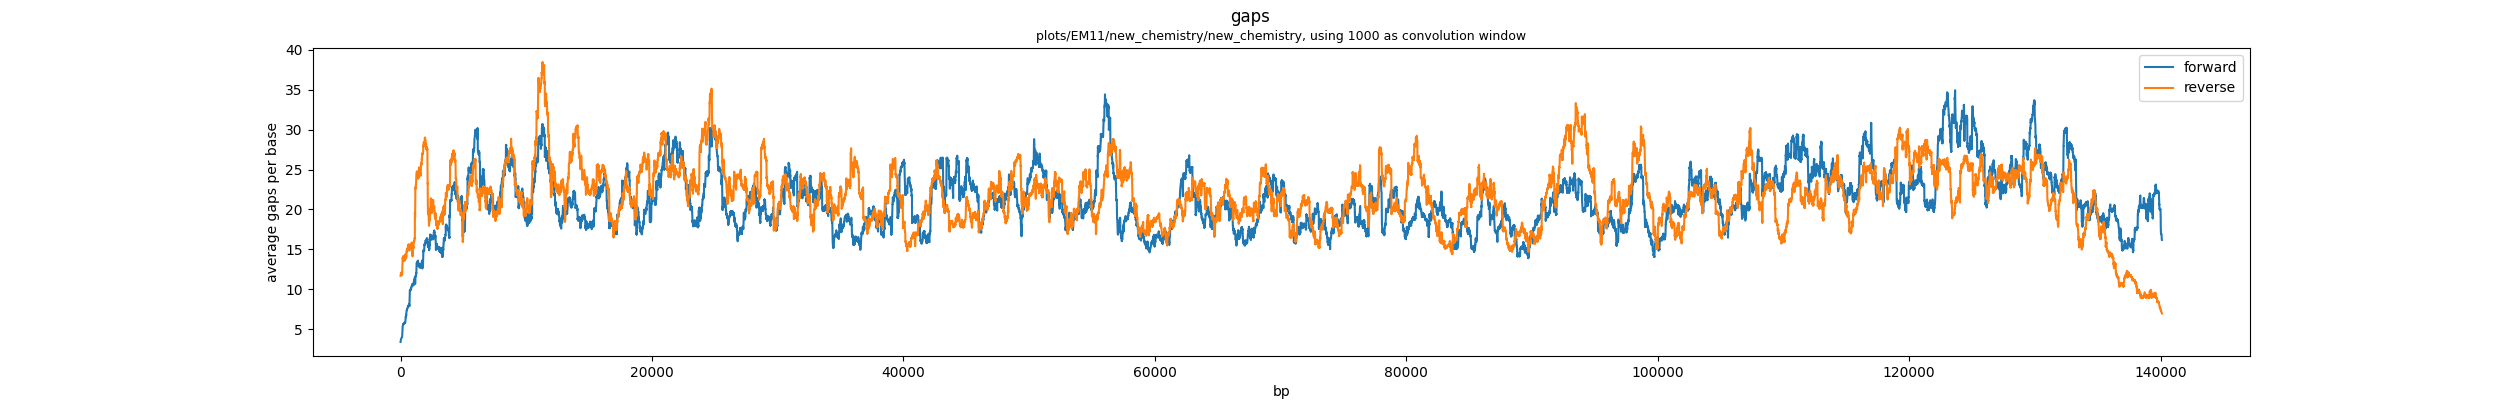 gaps
plots/EM11/new_chemistry/new_chemistry, using 1000 as convolution window
average gaps per base
40
35
30
25
20
15
10
5
forward
reverse
0
20000
40000
60000
80000
100000
120000
140000
bp